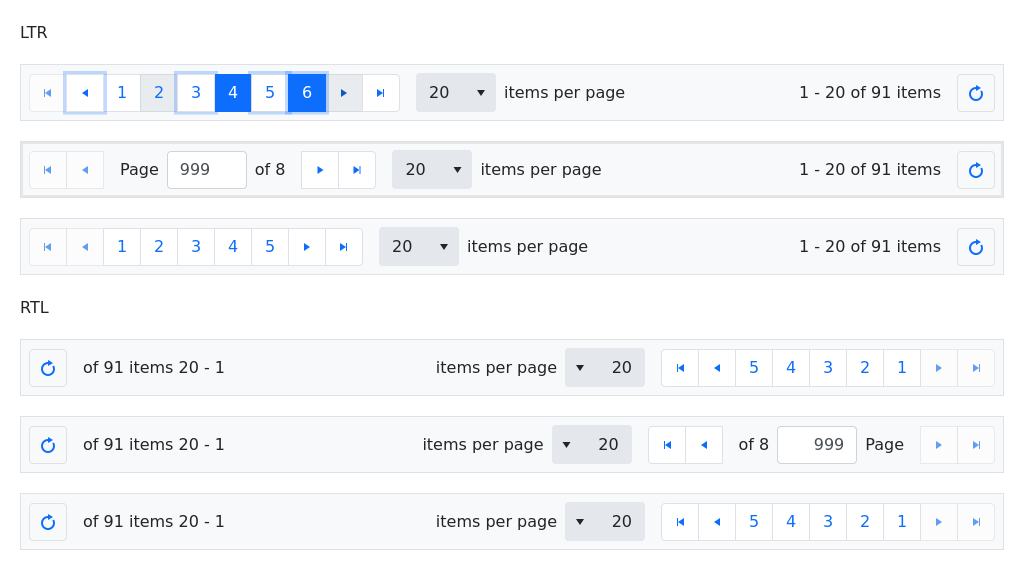 LTR
1 2 3 4 5 6 20 items per page 1 - 20 of 91 items
Page 999 of 8 20 items per page 1 - 20 of 91 items
1 2 3 4 5 20 items per page 1 - 20 of 91 items
RTL
of 91 items 20 - 1 items per page 20 5 4 3 2 1
of 91 items 20 - 1 items per page 20 of 8 999 Page
of 91 items 20 - 1 items per page 20 5 4 3 2 1